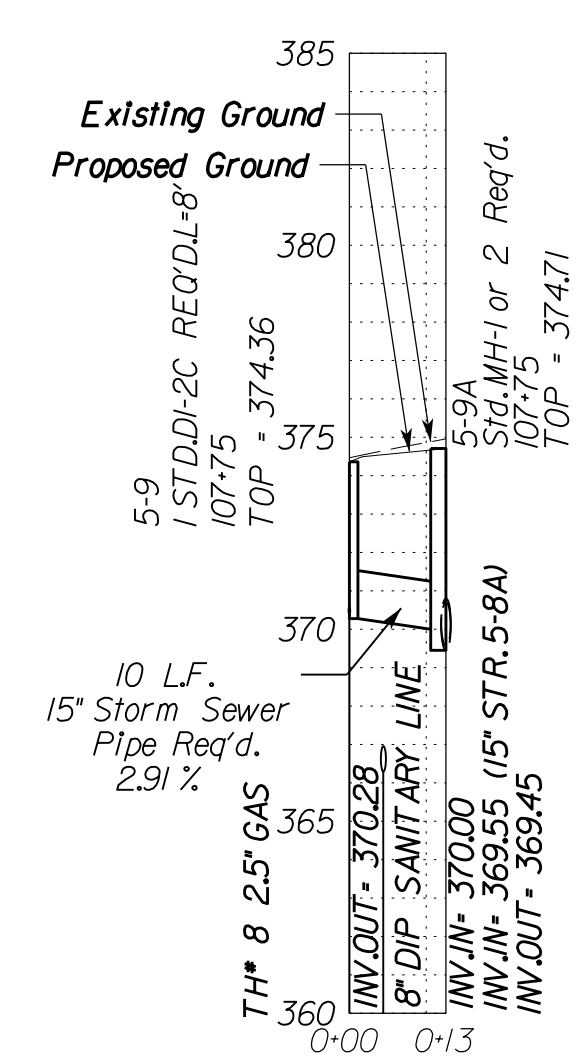 385
Existing Ground
Proposed Ground
380
5-9
1 STD.DI-2C REQ'D.L=8'
107+75
TOP = 374.36
5-9A
Std.MH-1 or 2 Req'd.
107+75
TOP = 374.71
375
370
10 L.F.
15" Storm Sewer
Pipe Req'd.
2.91 %
365
TH# 8 2.5" GAS
INV.OUT= 370.28
8" DIP SANITARY LINE
INV.IN= 370.00
INV.IN= 369.55 (15" STR.5-8A)
INV.OUT= 369.45
360
0+00
0+13